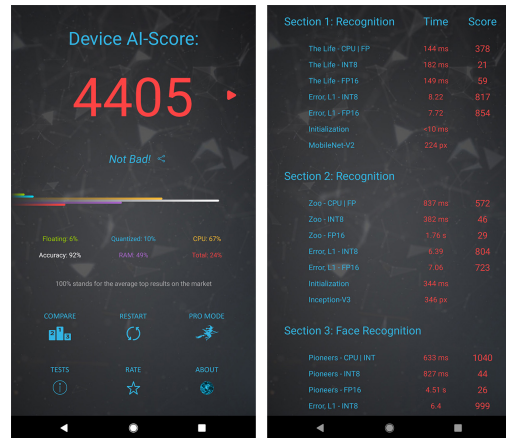 Device AI-Score:
4405
Not Bad!
Floating: 6% Quantized: 10% CPU: 67%
Accuracy: 92% RAM: 49% Total: 24%
100% stands for the average top results on the market
COMPARE RESTART PRO MODE
2 1 3
TESTS RATE ABOUT
Section 1: Recognition Time Score
The Life - CPU | FP 144 ms 378
The Life - INT8 182 ms 21
The Life - FP16 149 ms 59
Error, L1 - INT8 8.22 817
Error, L1 - FP16 7.72 854
Initialization <10 ms
MobileNet-V2 224 px
Section 2: Recognition
Zoo - CPU | FP 837 ms 572
Zoo - INT8 382 ms 46
Zoo - FP16 1.76 s 29
Error, L1 - INT8 6.39 804
Error, L1 - FP16 7.06 723
Initialization 344 ms
Inception-V3 346 px
Section 3: Face Recognition
Pioneers - CPU | INT 633 ms 1040
Pioneers - INT8 827 ms 44
Pioneers - FP16 4.51 s 26
Error, L1 - INT8 6.4 999